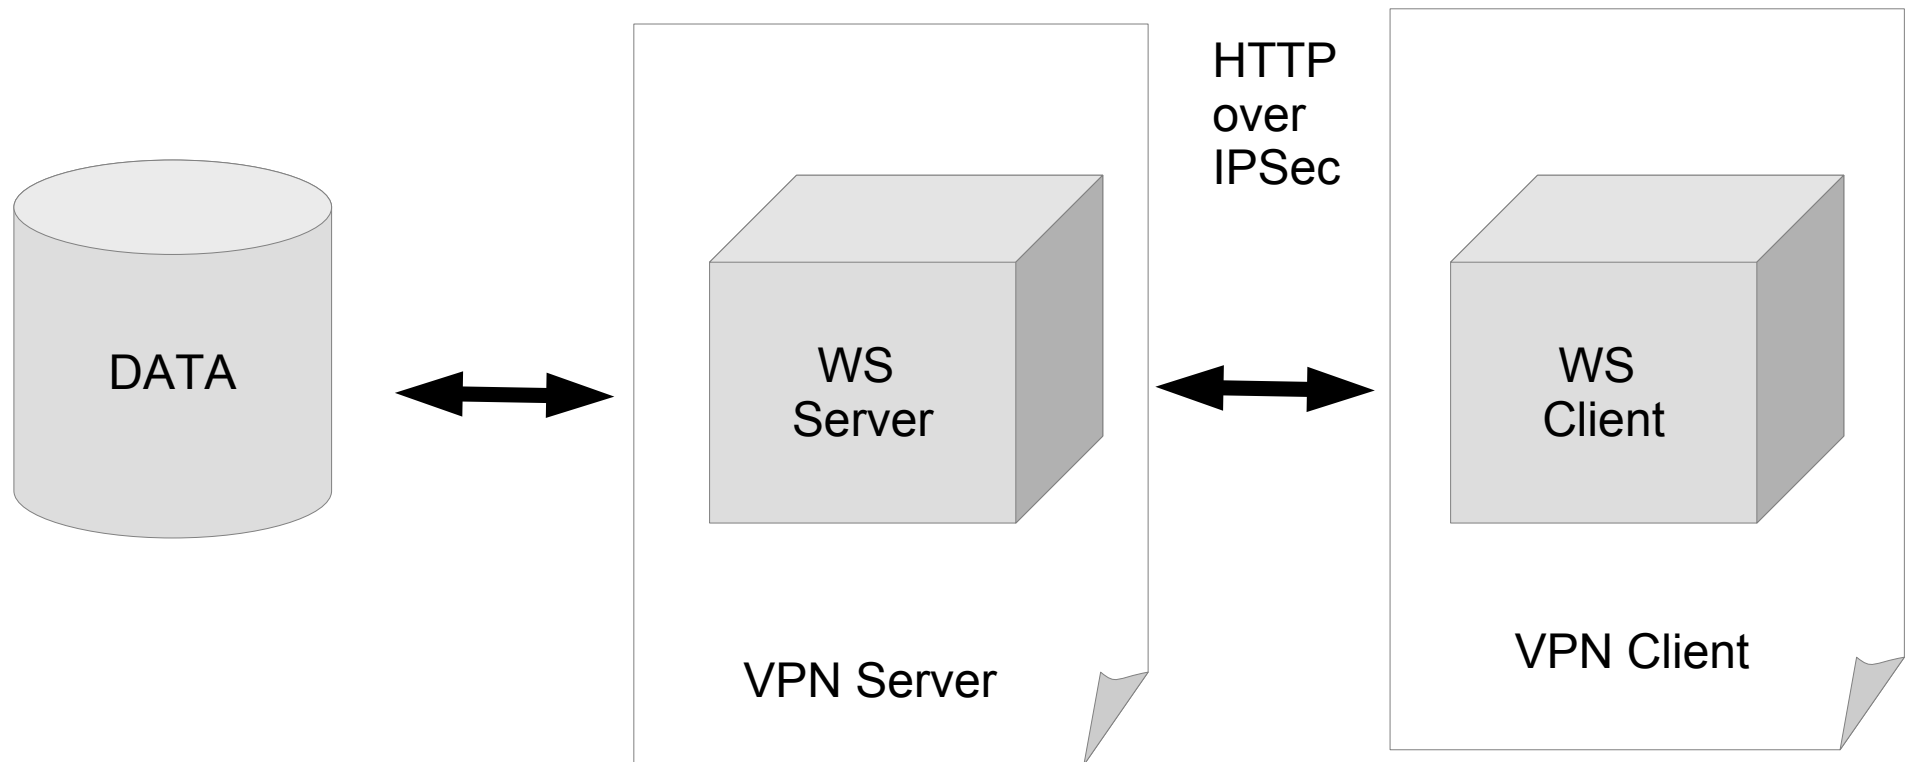 DATA
WS
Server
VPN Server
HTTP
over
IPSec
WS
Client
VPN Client